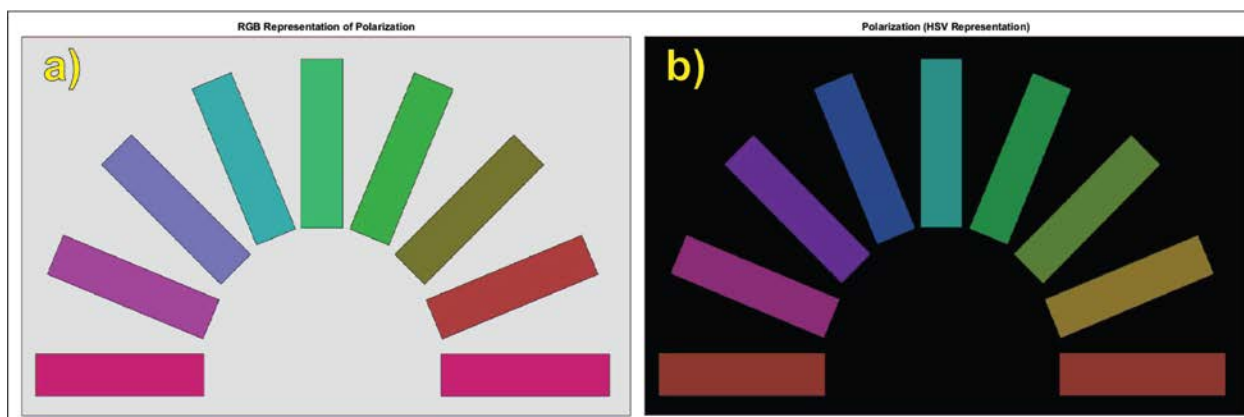 RGB Representation of Polarization
Polarization (HSV Representation)
a)
b)